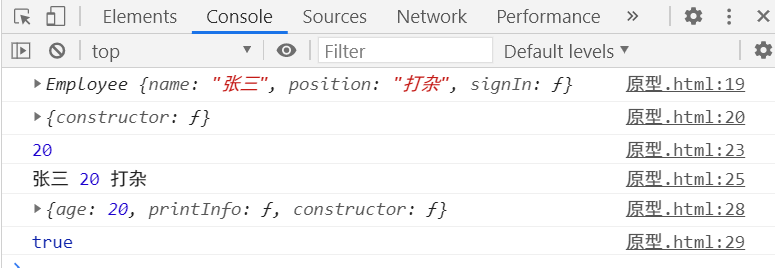 Elements Console Sources Network Performance »
top Filter Default levels
Employee {name: "张三", position: "打杂", signIn: ƒ} 原型.html:19
{constructor: ƒ} 原型.html:20
20 原型.html:23
张三 20 打杂 原型.html:25
{age: 20, printInfo: ƒ, constructor: ƒ} 原型.html:28
true 原型.html:29